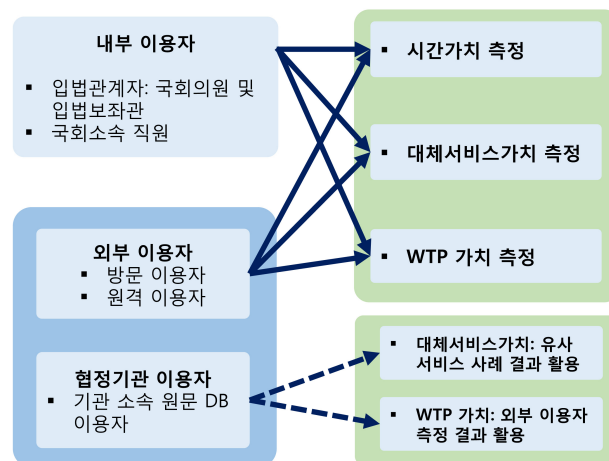 내부 이용자
▪ 입법관계자: 국회의원 및
입법보좌관
▪ 국회소속 직원
외부 이용자
▪ 방문 이용자
▪ 원격 이용자
협정기관 이용자
▪ 기관 소속 원문 DB
이용자
▪ 시간가치 측정
▪ 대체서비스가치 측정
▪ WTP 가치 측정
▪ 대체서비스가치: 유사
서비스 사례 결과 활용
▪ WTP 가치: 외부 이용자
측정 결과 활용